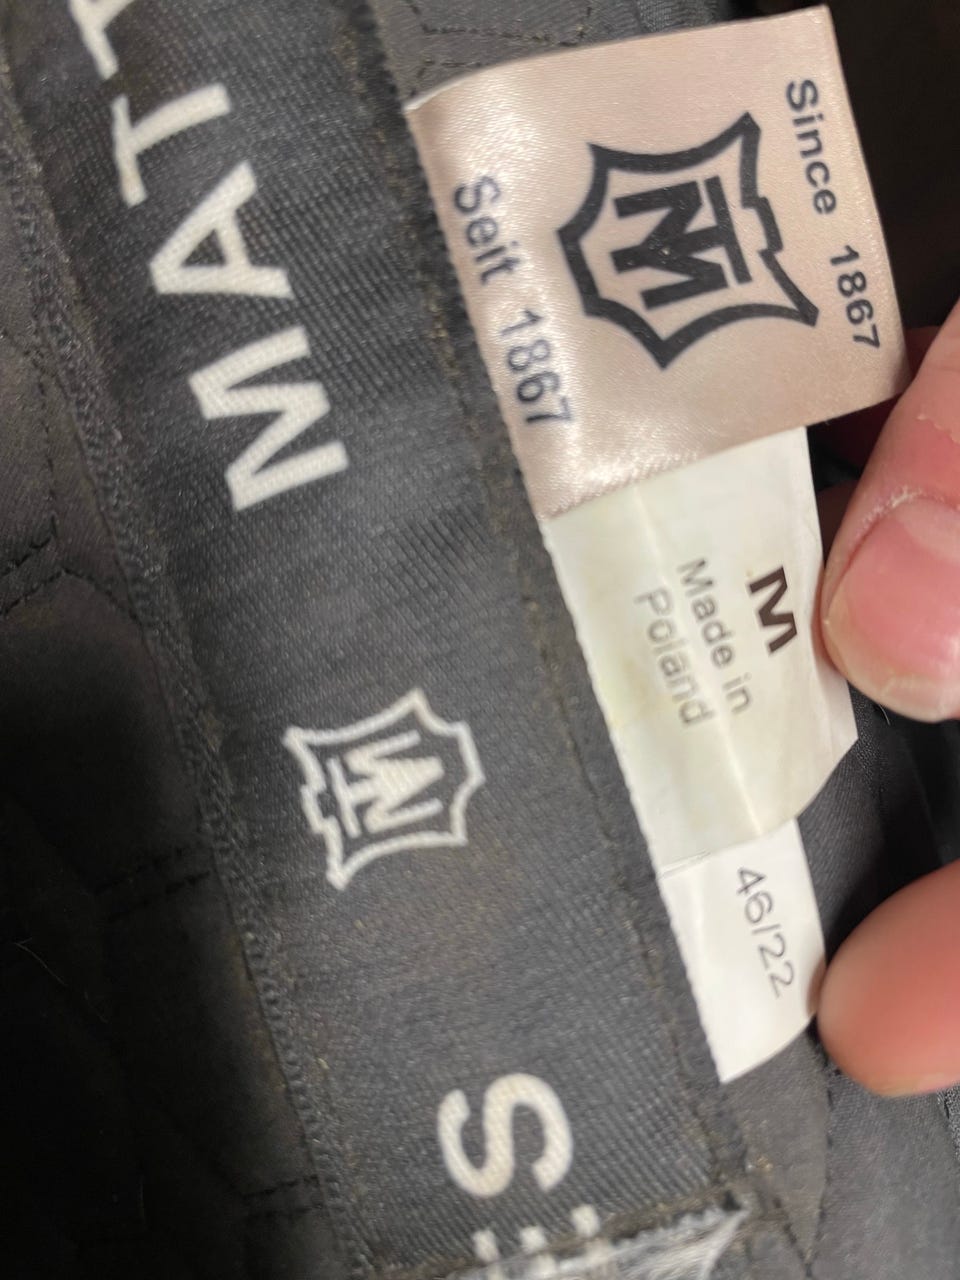 Since 1867
M
Seit 1867
M
Made in
Poland
46/22
MATT
M
S